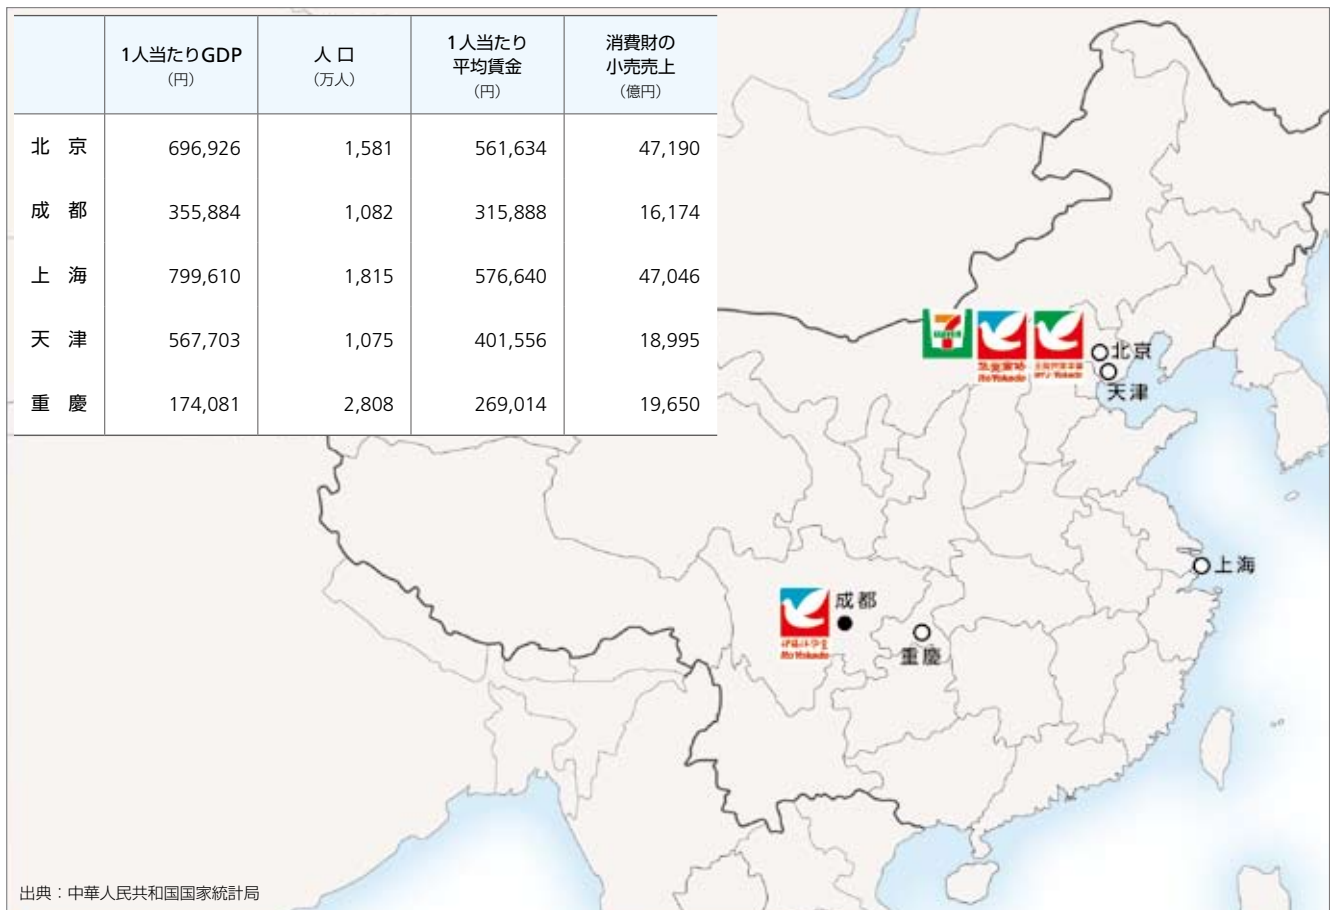 1人当たりGDP
（円）
人 口
（万人）
1人当たり
平均賃金
（円）
消費財の
小売売上
（億円）
北 京 696,926 1,581 561,634 47,190
成 都 355,884 1,082 315,888 16,174
上 海 799,610 1,815 576,640 47,046
天 津 567,703 1,075 401,556 18,995
重 慶 174,081 2,808 269,014 19,650
北京
天津
上海
成都
重慶
Ito Yokado
Ito Yokado
出典：中華人民共和国国家統計局